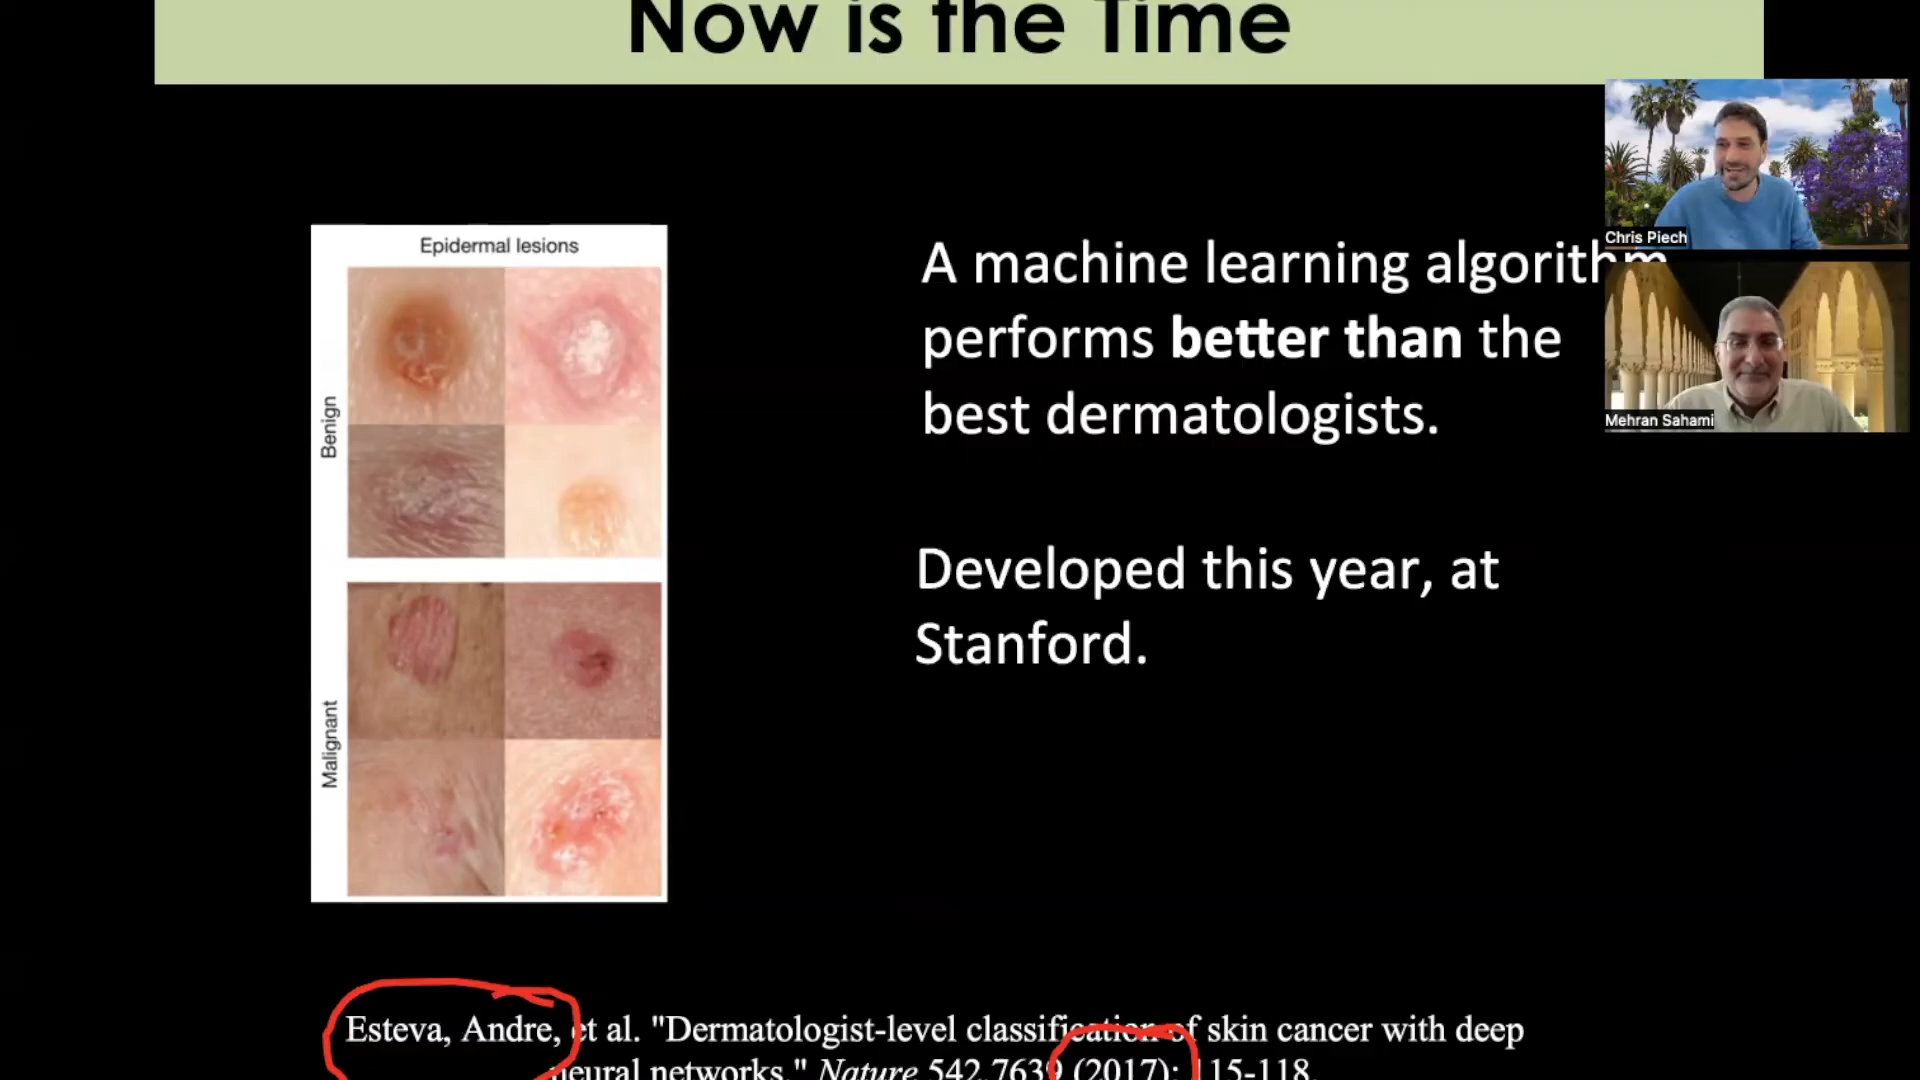 Now is the Time
Epidermal lesions
Benign
Malignant
A machine learning algorithm
performs better than the
best dermatologists.
Developed this year, at
Stanford.
Chris Piech
Mehran Sahami
Esteva, Andre, et al. "Dermatologist-level classification of skin cancer with deep
neural networks." Nature 542.7639 (2017): 115-118.